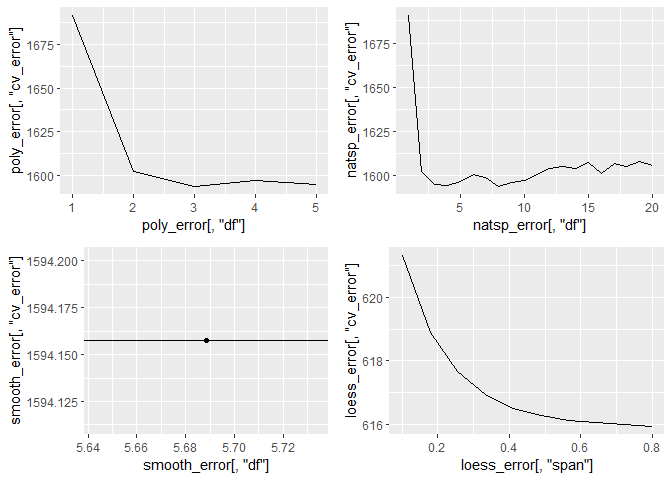 poly_error[, "cv_error"]
1675
1650
1625
1600
1 2 3 4 5
poly_error[, "df"]
natsp_error[, "cv_error"]
1675
1650
1625
1600
5 10 15 20
natsp_error[, "df"]
smooth_error[, "cv_error"]
1594.200
1594.175
1594.150
1594.125
5.64 5.66 5.68 5.70 5.72
smooth_error[, "df"]
loess_error[, "cv_error"]
620
618
616
0.2 0.4 0.6 0.8
loess_error[, "span"]